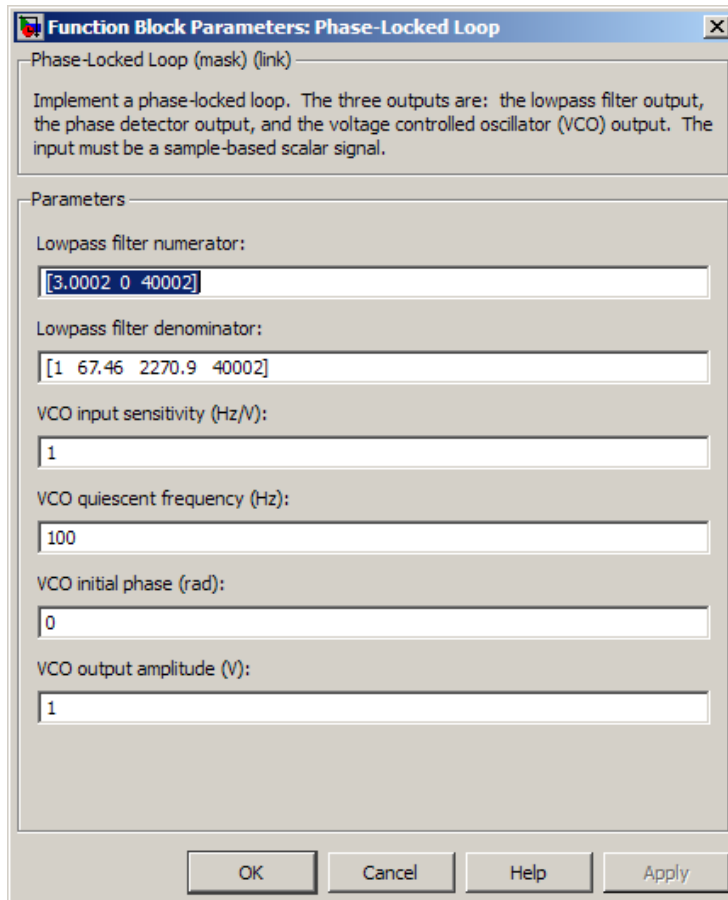 Function Block Parameters: Phase-Locked Loop
Phase-Locked Loop (mask) (link)
Implement a phase-locked loop. The three outputs are: the lowpass filter output,
the phase detector output, and the voltage controlled oscillator (VCO) output. The
input must be a sample-based scalar signal.
Parameters
Lowpass filter numerator:
[3.0002 0 40002]
Lowpass filter denominator:
[1 67.46 2270.9 40002]
VCO input sensitivity (Hz/V):
1
VCO quiescent frequency (Hz):
100
VCO initial phase (rad):
0
VCO output amplitude (V):
1
OK Cancel Help Apply